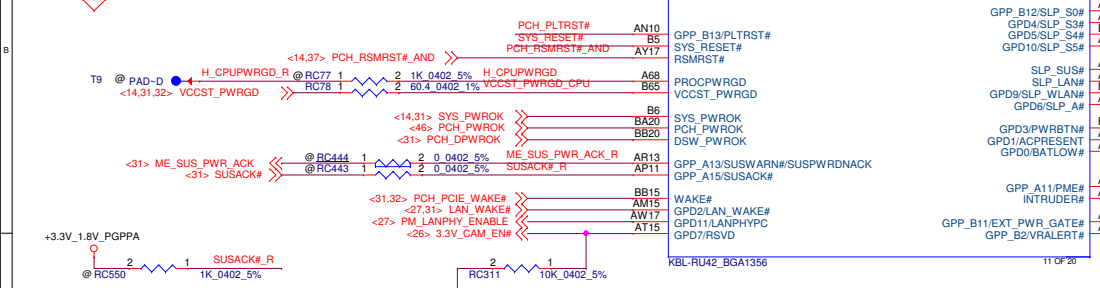 GPP_B12/SLP_S0#
PCH_PLTRST# AN10 GPP_B13/PLTRST# GPD4/SLP_S3#
SYS_RESET# B5 SYS_RESET# GPD5/SLP_S4#
<14,37> PCH_RSMRST#_AND PCH_RSMRST#_AND AY17 RSMRST# GPD10/SLP_S5#
B
SLP_SUS#
T9 @ PAD~D H_CPUPWRGD_R @ RC77 1 2 1K_0402_5% H_CPUPWRGD A68 PROCPWRGD SLP_LAN#
<14,31,32> VCCST_PWRGD RC78 1 2 60.4_0402_1% VCCST_PWRGD_CPU B65 VCCST_PWRGD GPD9/SLP_WLAN#
GPD6/SLP_A#
<14,31> SYS_PWROK B6 SYS_PWROK
<46> PCH_PWROK BA20 PCH_PWROK GPD3/PWRBTN#
<31> PCH_DPWROK BB20 DSW_PWROK GPD1/ACPRESENT
GPD0/BATLOW#
<31> ME_SUS_PWR_ACK @ RC444 1 2 0_0402_5% ME_SUS_PWR_ACK_R AR13 GPP_A13/SUSWARN#/SUSPWRDNACK
<31> SUSACK# @ RC443 1 2 0_0402_5% SUSACK#_R AP11 GPP_A15/SUSACK#
GPP_A11/PME#
<31,32> PCH_PCIE_WAKE# BB15 WAKE# INTRUDER#
<27,31> LAN_WAKE# AM15 GPD2/LAN_WAKE#
<27> PM_LANPHY_ENABLE AW17 GPD11/LANPHYPC GPP_B11/EXT_PWR_GATE#
<26> 3.3V_CAM_EN# AT15 GPD7/RSVD GPP_B2/VRALERT#
+3.3V_1.8V_PGPPA
KBL-RU42_BGA1356 11 OF 20
@ RC550 2 1 1K_0402_5% SUSACK#_R
RC311 2 1 10K_0402_5%